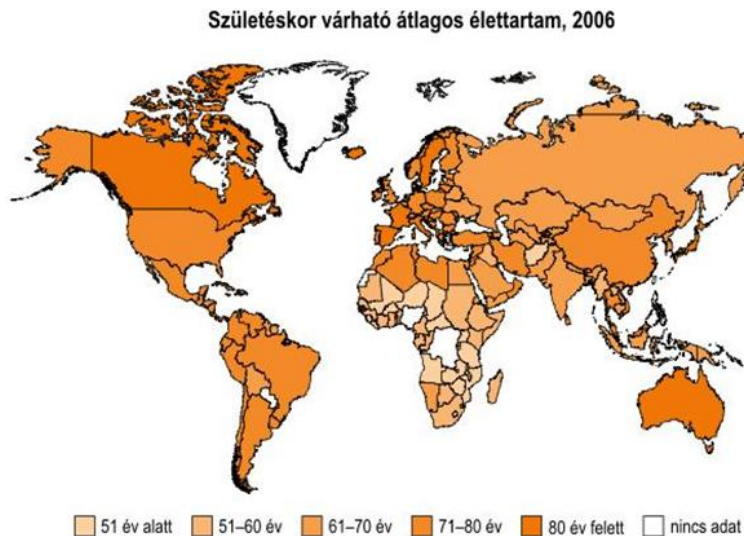 Születéskor várható átlagos élettartam, 2006
51 év alatt 51–60 év 61–70 év 71–80 év 80 év felett nincs adat